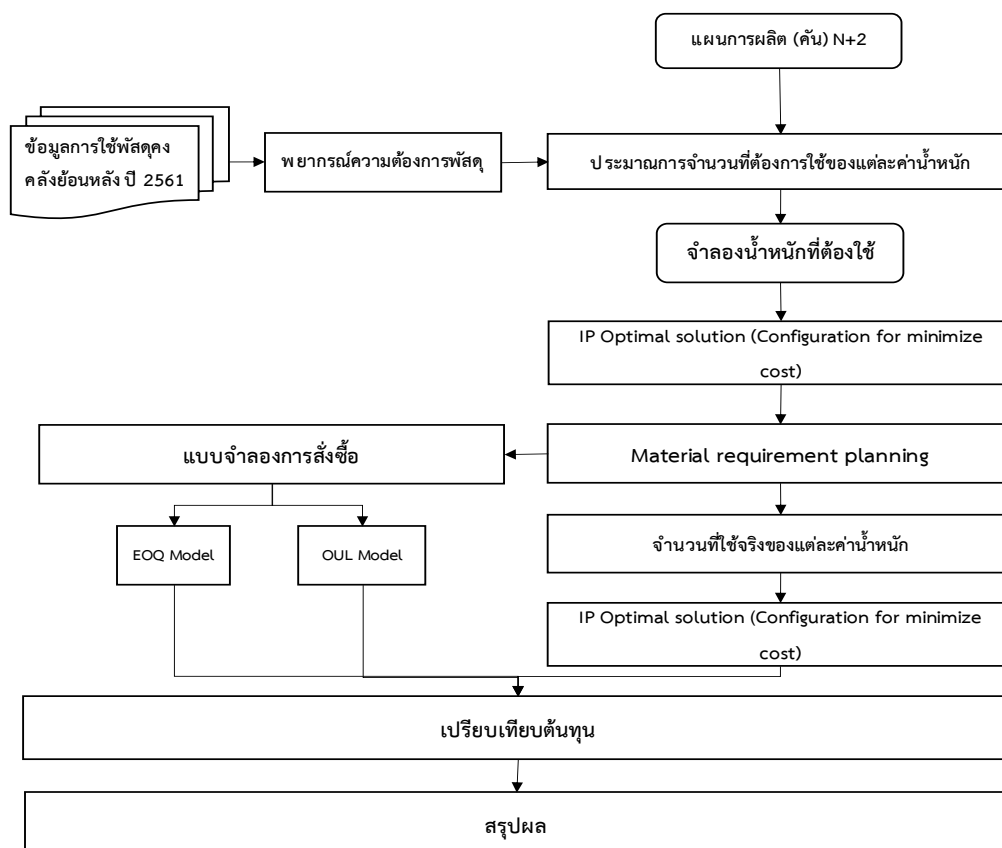 แผนการผลิต (คัน) N+2
ข้อมูลการใช้พัสดุคง
คลังย้อนหลัง ปี 2561
พยากรณ์ความต้องการพัสดุ
ประมาณการจำนวนที่ต้องการใช้ของแต่ละค่าน้ำหนัก
จำลองน้ำหนักที่ต้องใช้
IP Optimal solution (Configuration for minimize
cost)
แบบจำลองการสั่งซื้อ
Material requirement planning
EOQ Model
OUL Model
จำนวนที่ใช้จริงของแต่ละค่าน้ำหนัก
IP Optimal solution (Configuration for minimize
cost)
เปรียบเทียบต้นทุน
สรุปผล